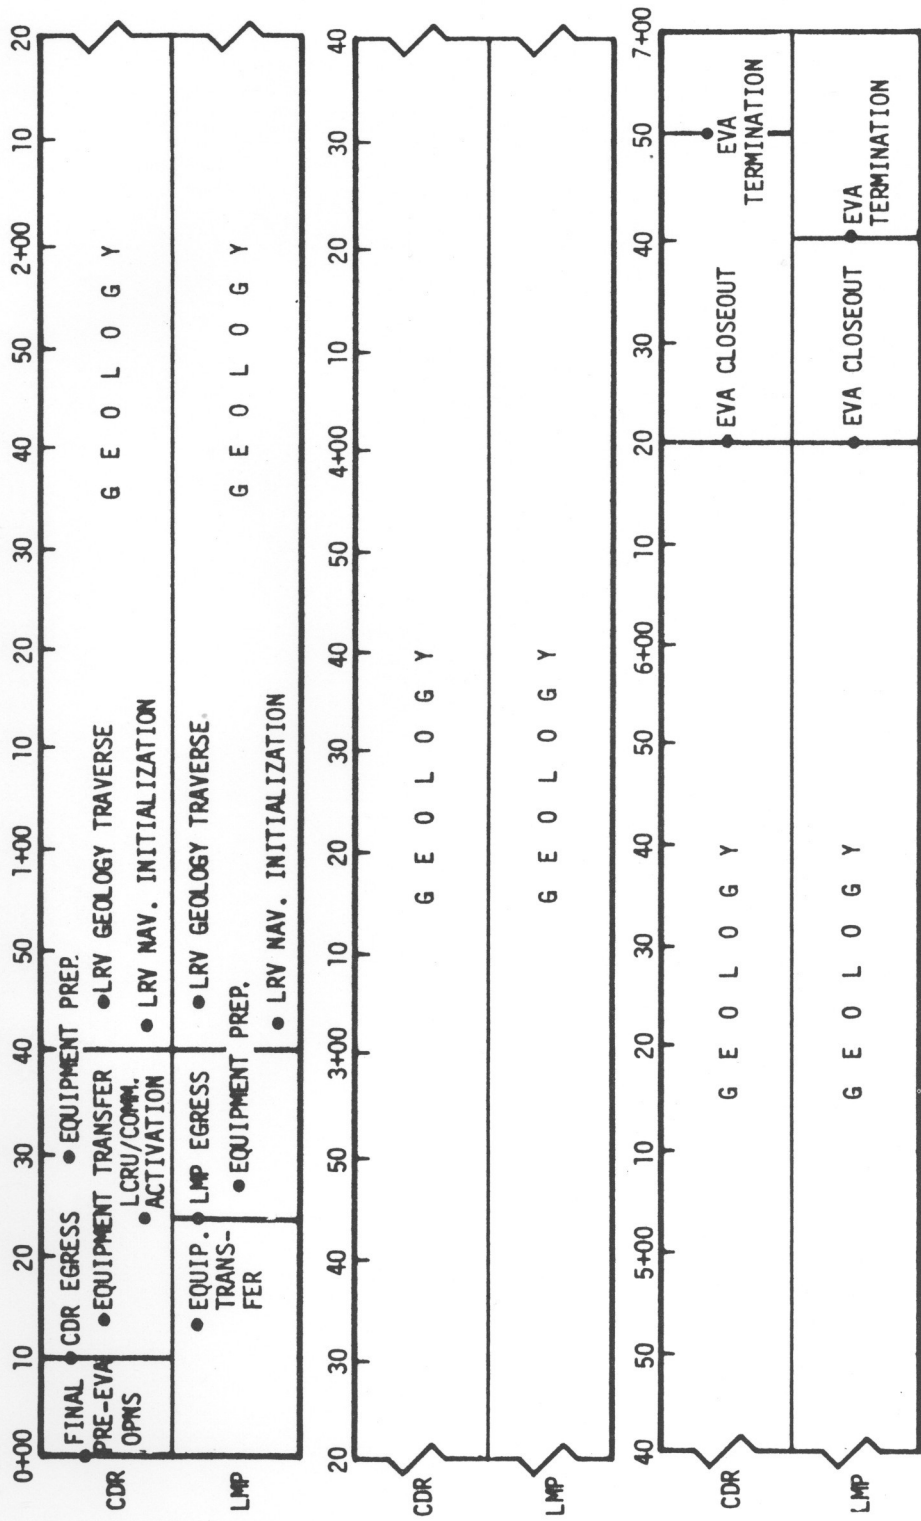 0+00 10 20 30 40 50 1+00 10 20 30 40 50 2+00 10 20
CDR
FINAL
PRE-EVA
OPNS
● CDR EGRESS
● EQUIPMENT PREP.
● EQUIPMENT TRANSFER
● LCRU/COMM.
ACTIVATION
● LRV GEOLOGY TRAVERSE
● LRV NAV. INITIALIZATION
G E O L O G Y
LMP
● EQUIP.
TRANS-
FER
● LMP EGRESS
● EQUIPMENT PREP.
● LRV GEOLOGY TRAVERSE
● LRV NAV. INITIALIZATION
G E O L O G Y
20 30 40 50 3+00 10 20 30 40 50 4+00 10 20 30 40
CDR
G E O L O G Y
LMP
G E O L O G Y
40 50 5+00 10 20 30 40 50 6+00 10 20 30 40 50 7+00
CDR
G E O L O G Y
● EVA CLOSEOUT
● EVA
TERMINATION
LMP
G E O L O G Y
● EVA CLOSEOUT
● EVA
TERMINATION